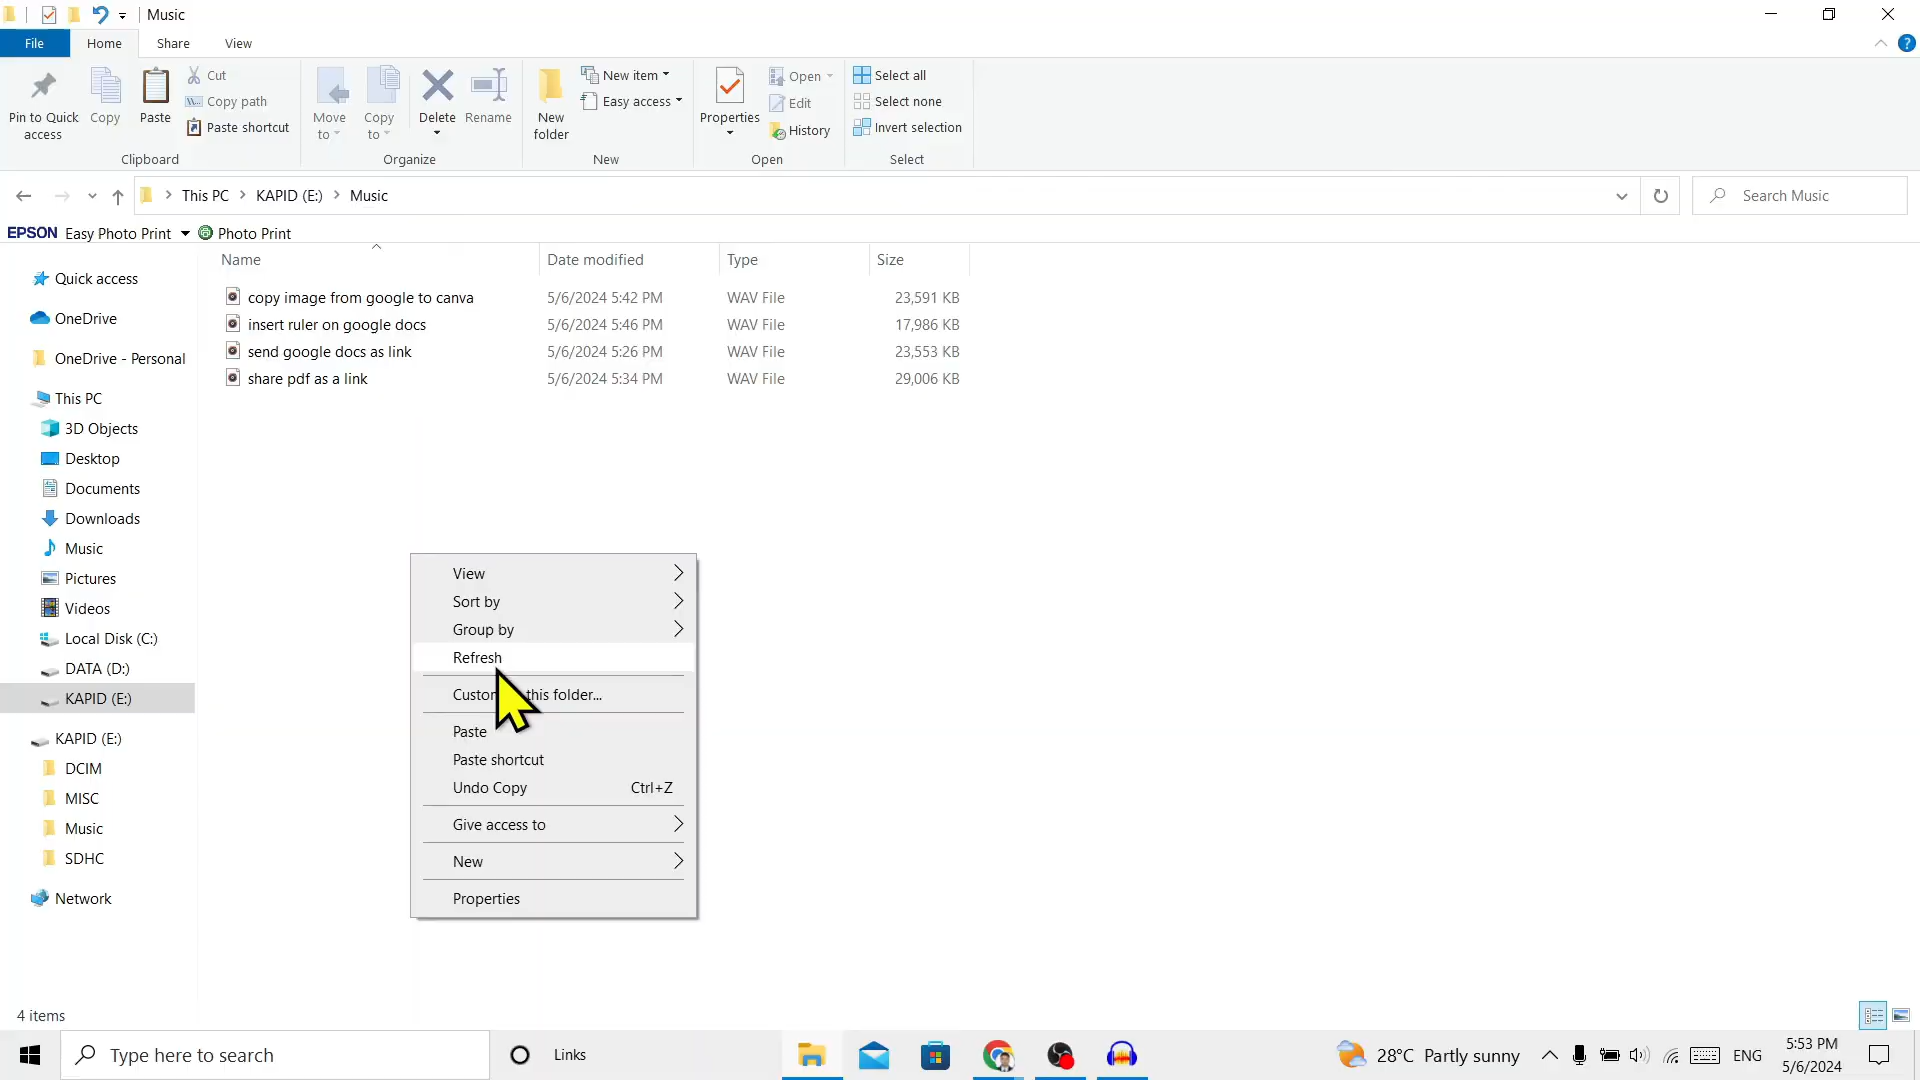 Music
File Home Share View
Pin to Quick access
Copy
Paste
Cut
Copy path
Paste shortcut
Clipboard
Move to
Copy to
Delete
Rename
Organize
New folder
New item
Easy access
New
Properties
Open
Edit
History
Open
Select all
Select none
Invert selection
Select
This PC > KAPID (E:) > Music
Search Music
EPSON Easy Photo Print Photo Print
Name Date modified Type Size
copy image from google to canva 5/6/2024 5:42 PM WAV File 23,591 KB
insert ruler on google docs 5/6/2024 5:46 PM WAV File 17,986 KB
send google docs as link 5/6/2024 5:26 PM WAV File 23,553 KB
share pdf as a link 5/6/2024 5:34 PM WAV File 29,006 KB
Quick access
OneDrive
OneDrive - Personal
This PC
3D Objects
Desktop
Documents
Downloads
Music
Pictures
Videos
Local Disk (C:)
DATA (D:)
KAPID (E:)
KAPID (E:)
DCIM
MISC
Music
SDHC
Network
View
Sort by
Group by
Refresh
this folder...
Paste
Paste shortcut
Undo Copy Ctrl+Z
Give access to
New
Properties
4 items
Type here to search
Links
28°C Partly sunny
ENG
5:53 PM
5/6/2024